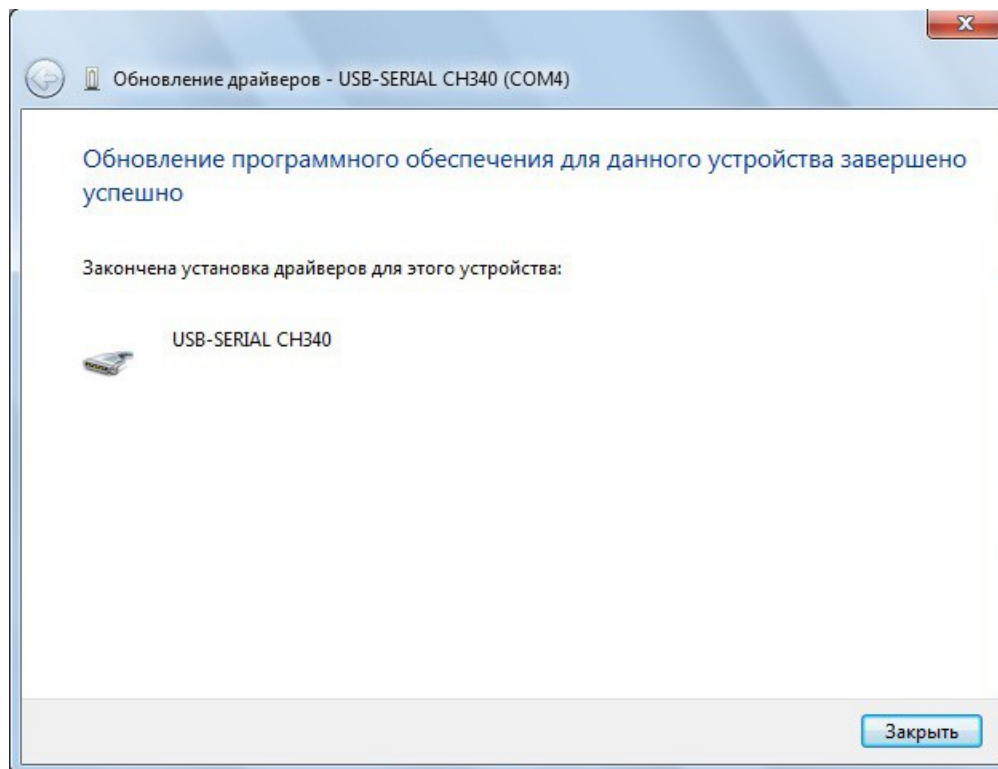 Обновление драйверов - USB-SERIAL CH340 (COM4)
Обновление программного обеспечения для данного устройства завершено
успешно
Закончена установка драйверов для этого устройства:
USB-SERIAL CH340
Закрыть